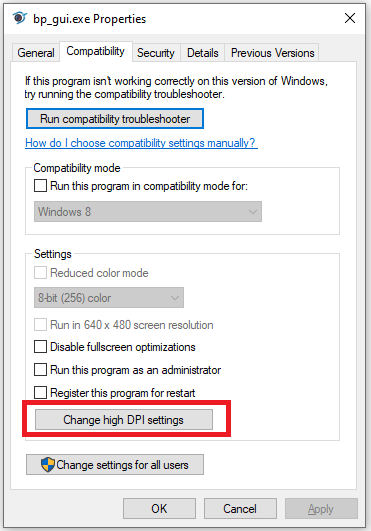 bp_gui.exe Properties
General Compatibility Security Details Previous Versions
If this program isn't working correctly on this version of Windows,
try running the compatibility troubleshooter.
Run compatibility troubleshooter
How do I choose compatibility settings manually?
Compatibility mode
Run this program in compatibility mode for:
Windows 8
Settings
Reduced color mode
8-bit (256) color
Run in 640 x 480 screen resolution
Disable fullscreen optimizations
Run this program as an administrator
Register this program for restart
Change high DPI settings
Change settings for all users
OK Cancel Apply